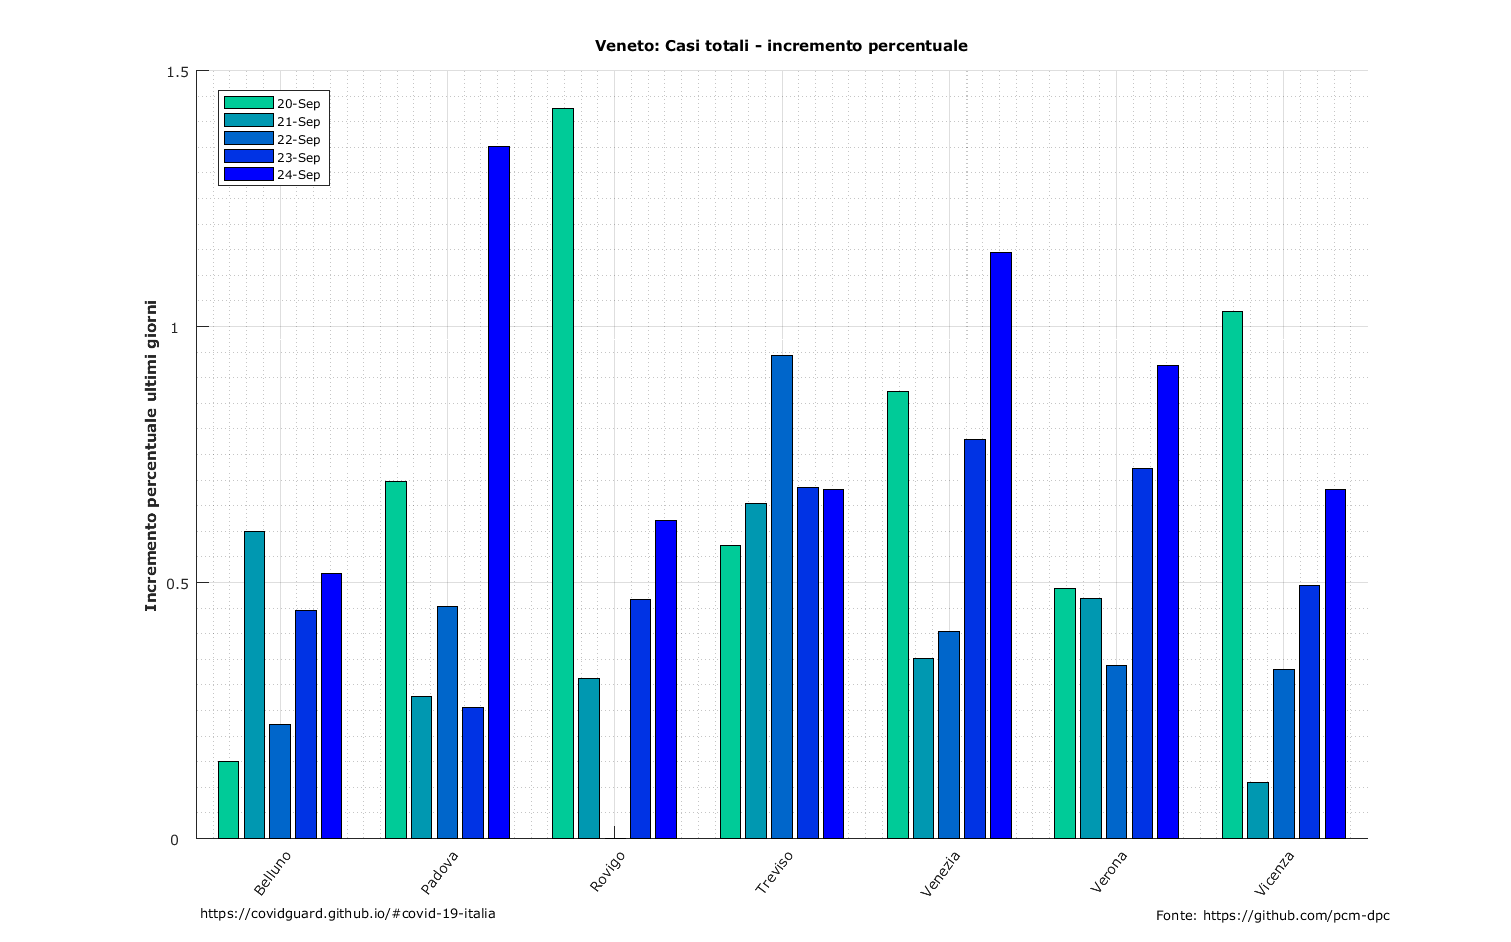 Veneto: Casi totali - incremento percentuale
1.5
20-Sep
21-Sep
22-Sep
23-Sep
24-Sep
Incremento percentuale ultimi giorni
1
0.5
0
Belluno
Padova
Rovigo
Treviso
Venezia
Verona
Vicenza
https://covidguard.github.io/#covid-19-italia
Fonte: https://github.com/pcm-dpc